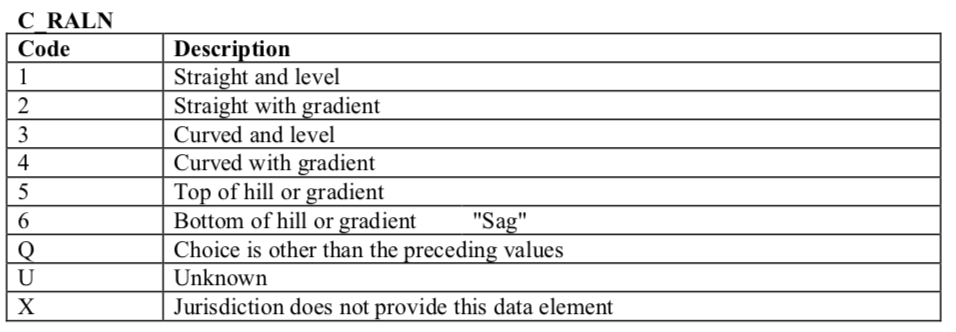 C_RALN
Code Description
1 Straight and level
2 Straight with gradient
3 Curved and level
4 Curved with gradient
5 Top of hill or gradient
6 Bottom of hill or gradient "Sag"
Q Choice is other than the preceding values
U Unknown
X Jurisdiction does not provide this data element